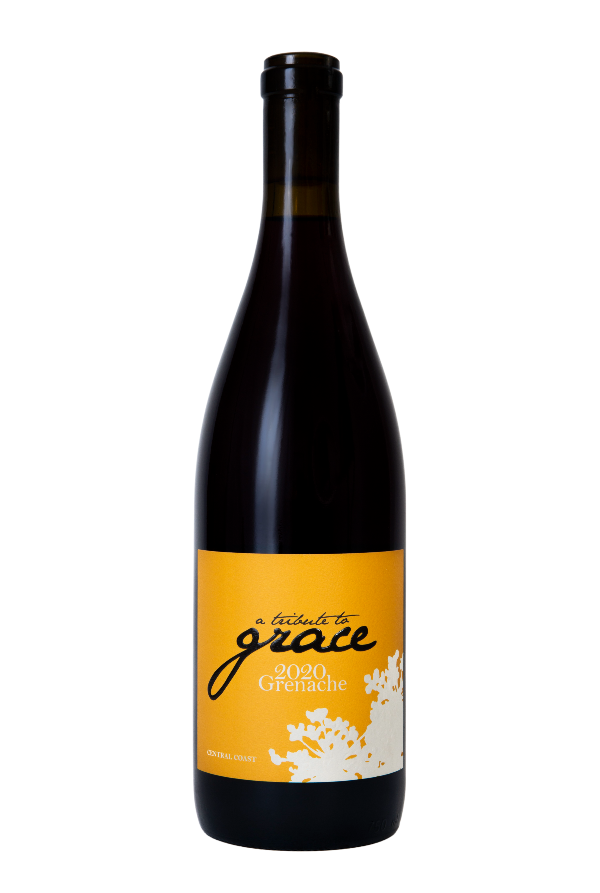 a tribute to
grace
2020
Grenache
CENTRAL COAST